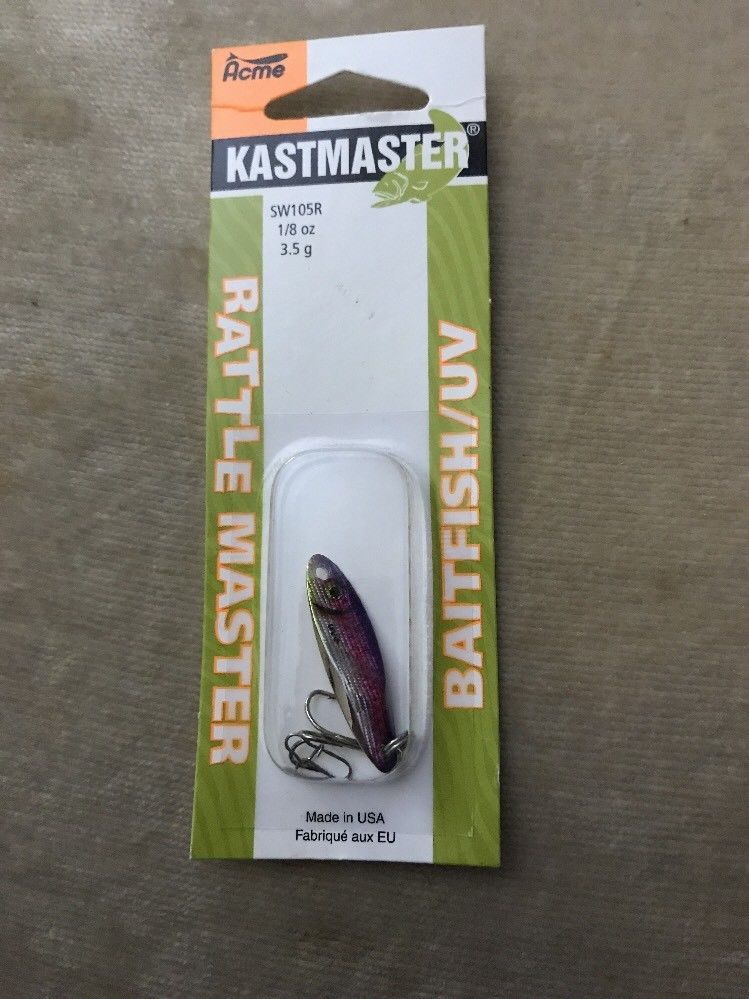 Acme
KASTMASTER®
SW105R
1/8 oz
3.5 g
RATTLE MASTER
BAITFISH/UV
Made in USA
Fabriqué aux EU